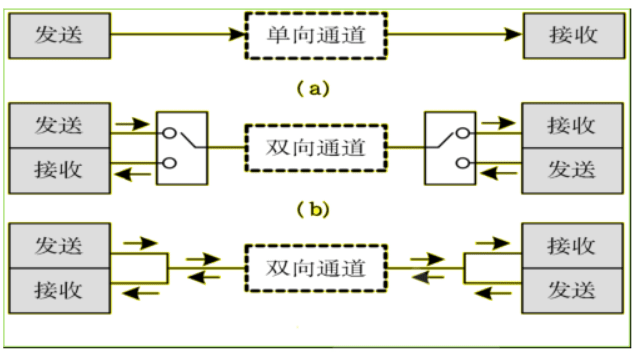 发送 单向通道 接收
(a)
发送 接收
双向通道
接收 发送
(b)
发送 接收
双向通道
接收 发送